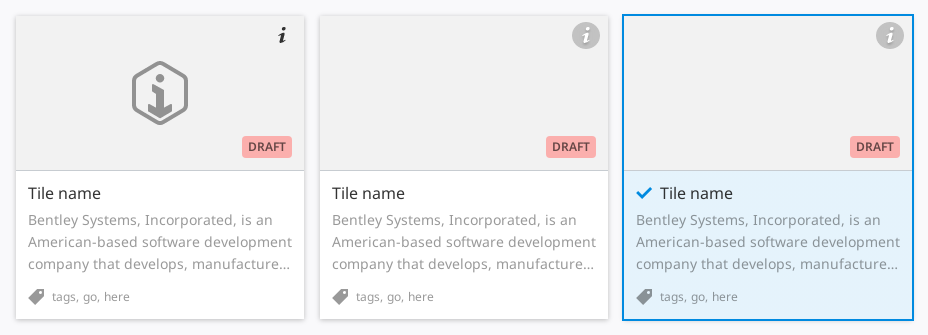 DRAFT
Tile name
Bentley Systems, Incorporated, is an
American-based software development
company that develops, manufacture...
tags, go, here
DRAFT
Tile name
Bentley Systems, Incorporated, is an
American-based software development
company that develops, manufacture...
tags, go, here
DRAFT
Tile name
Bentley Systems, Incorporated, is an
American-based software development
company that develops, manufacture...
tags, go, here